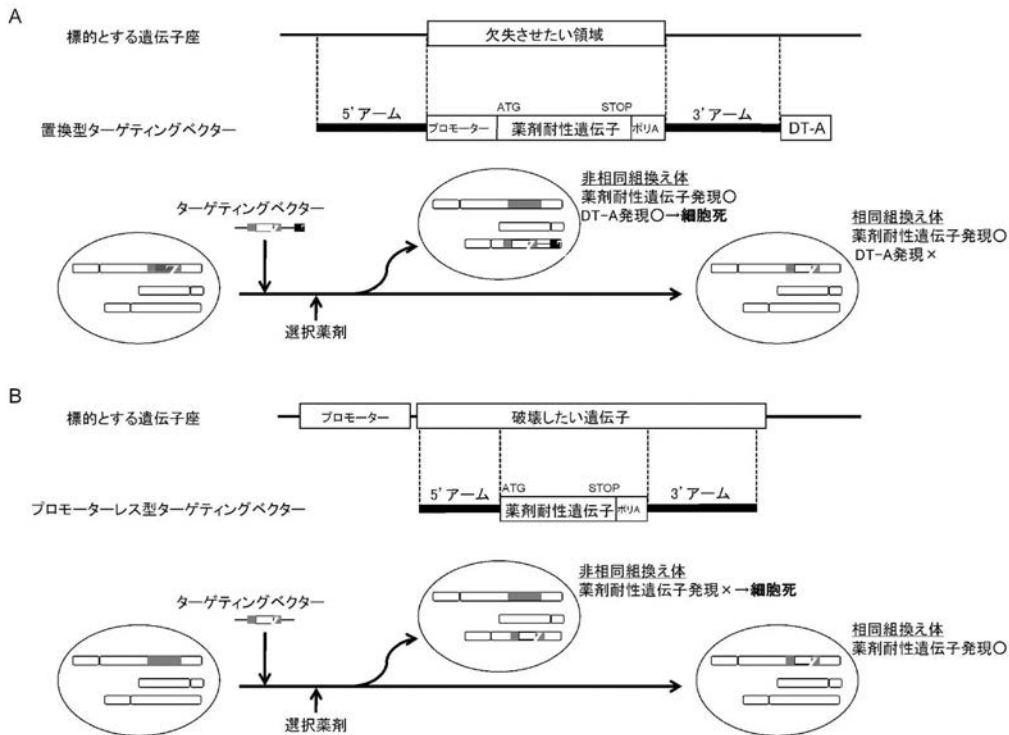 A
標的とする遺伝子座
欠失させたい領域
5’アーム
ATG
STOP
3’アーム
置換型ターゲティングベクター
プロモーター
薬剤耐性遺伝子
ポリA
DT-A
ターゲティングベクター
非相同組換え体
薬剤耐性遺伝子発現〇
DT-A発現〇→細胞死
相同組換え体
薬剤耐性遺伝子発現〇
DT-A発現×
選択薬剤
B
標的とする遺伝子座
プロモーター
破壊したい遺伝子
5’アーム
ATG
STOP
3’アーム
プロモーターレス型ターゲティングベクター
薬剤耐性遺伝子
ポリA
ターゲティングベクター
非相同組換え体
薬剤耐性遺伝子発現×→細胞死
相同組換え体
薬剤耐性遺伝子発現〇
選択薬剤